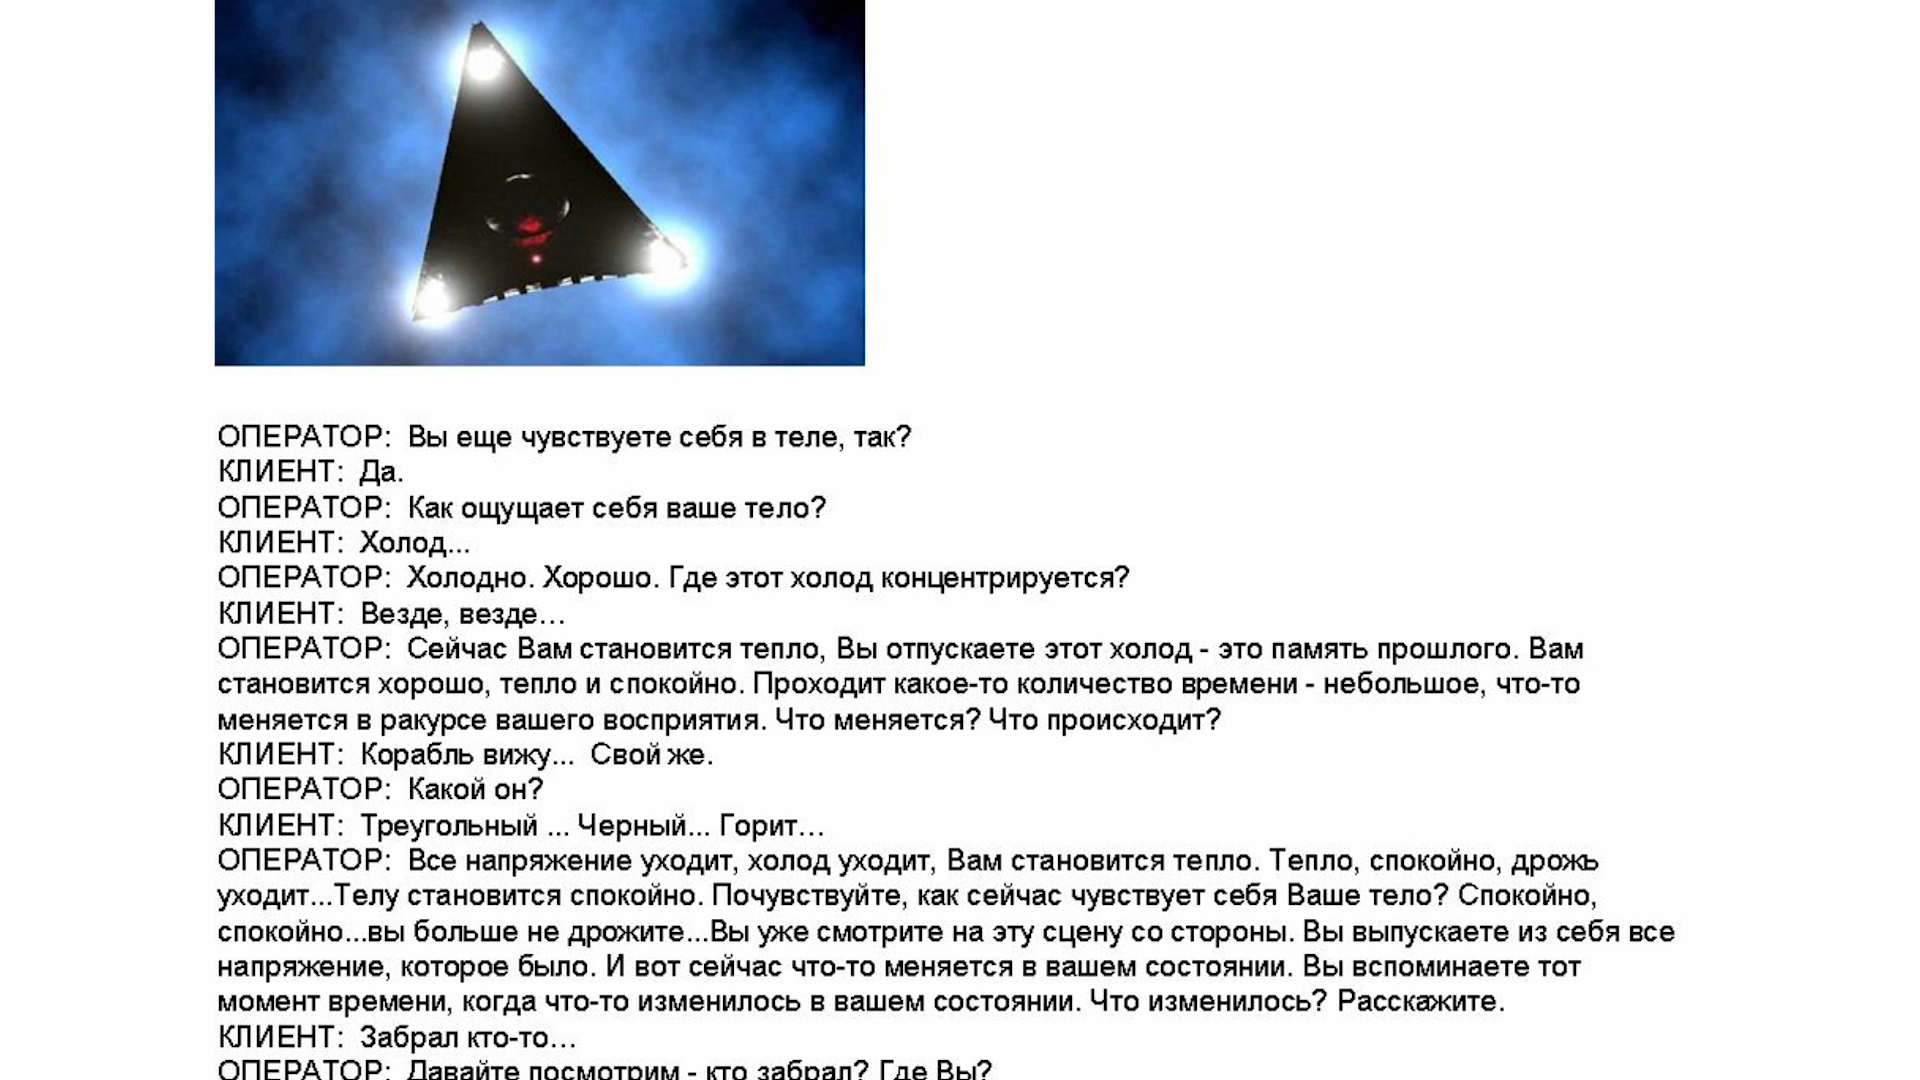 ОПЕРАТОР:  Вы еще чувствуете себя в теле, так?
КЛИЕНТ:  Да.
ОПЕРАТОР:  Как ощущает себя ваше тело?
КЛИЕНТ:  Холод...
ОПЕРАТОР:  Холодно. Хорошо. Где этот холод концентрируется?
КЛИЕНТ:  Везде, везде…
ОПЕРАТОР:  Сейчас Вам становится тепло, Вы отпускаете этот холод - это память прошлого. Вам
становится хорошо, тепло и спокойно. Проходит какое-то количество времени - небольшое, что-то
меняется в ракурсе вашего восприятия. Что меняется? Что происходит?
КЛИЕНТ:  Корабль вижу...  Свой же.
ОПЕРАТОР:  Какой он?
КЛИЕНТ:  Треугольный ... Черный... Горит…
ОПЕРАТОР:  Все напряжение уходит, холод уходит, Вам становится тепло. Тепло, спокойно, дрожь
уходит...Телу становится спокойно. Почувствуйте, как сейчас чувствует себя Ваше тело? Спокойно,
спокойно...вы больше не дрожите...Вы уже смотрите на эту сцену со стороны. Вы выпускаете из себя все
напряжение, которое было. И вот сейчас что-то меняется в вашем состоянии. Вы вспоминаете тот
момент времени, когда что-то изменилось в вашем состоянии. Что изменилось? Расскажите.
КЛИЕНТ:  Забрал кто-то…
ОПЕРАТОР:  Давайте посмотрим - кто забрал? Где Вы?